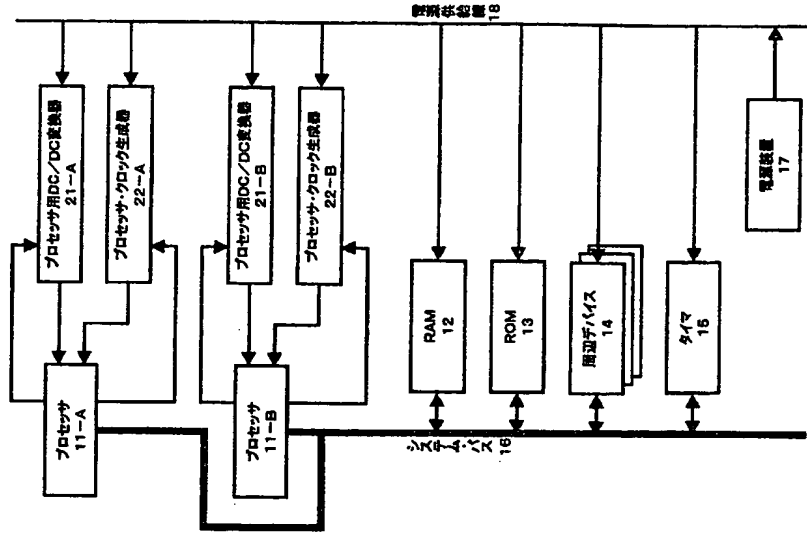 電源供給線
18
プロセッサ用DC/DC変換器
21-A
プロセッサ・クロック生成器
22-A
プロセッサ
11-A
プロセッサ用DC/DC変換器
21-B
プロセッサ・クロック生成器
22-B
プロセッサ
11-B
RAM
12
ROM
13
周辺デバイス
14
タイマ
15
電源装置
17
システム・バス
16